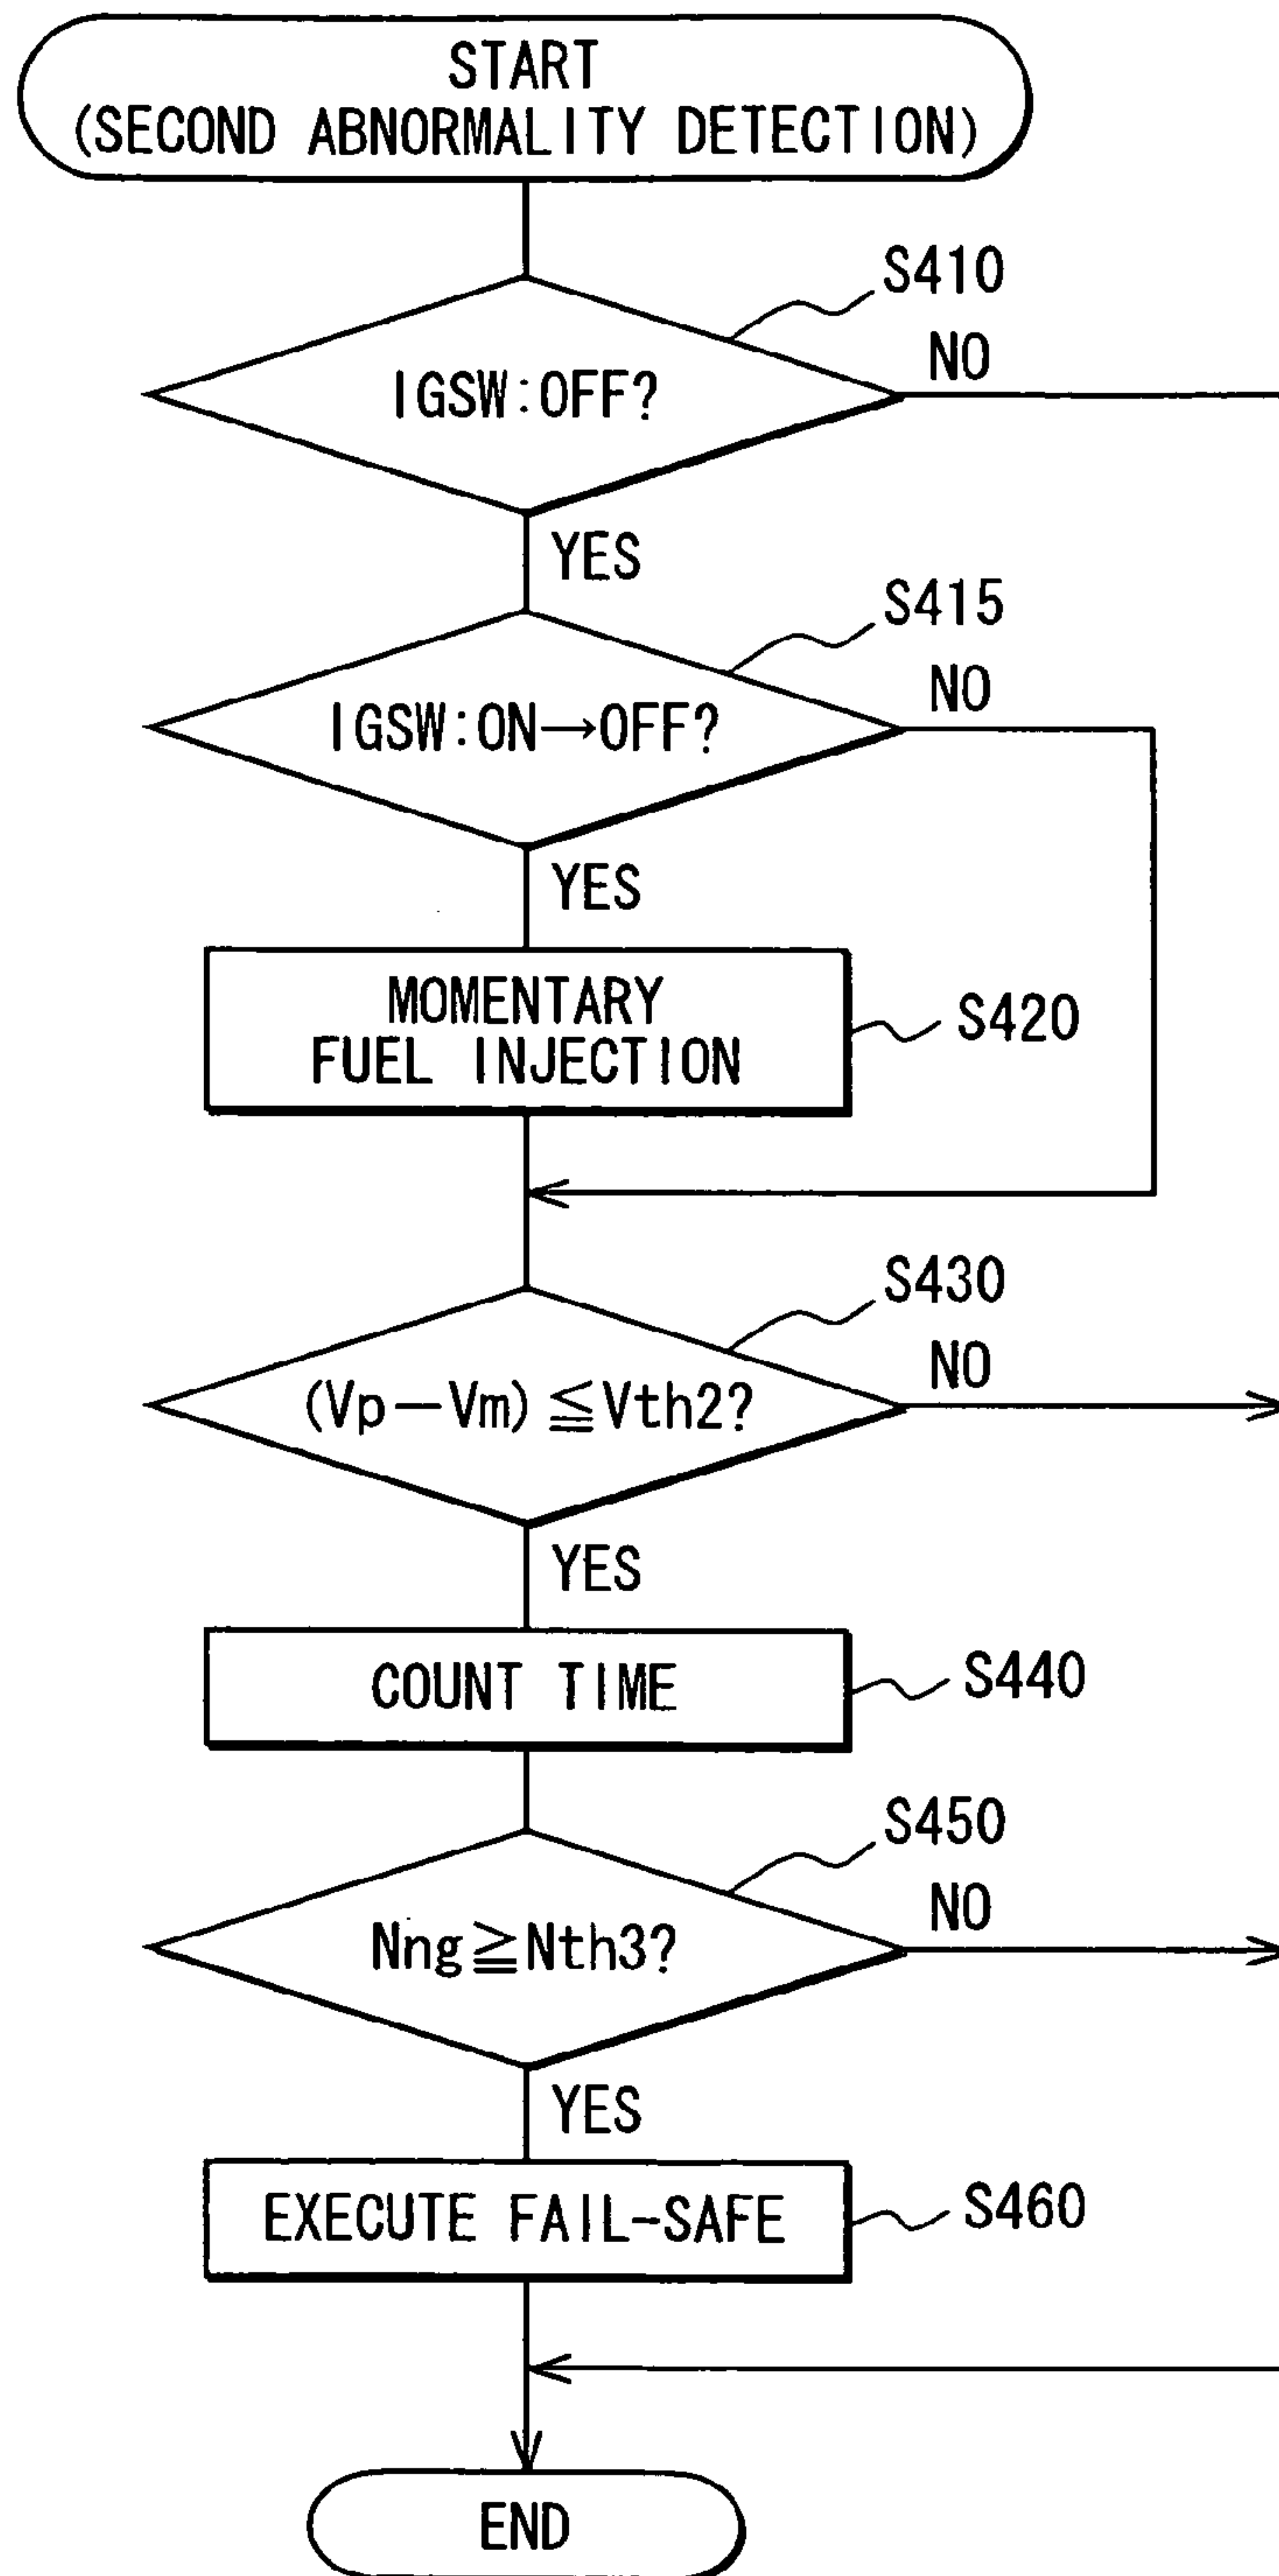 START
(SECOND ABNORMALITY DETECTION)
S410
IGSW:OFF?
NO
YES
S415
IGSW:ON→OFF?
NO
YES
MOMENTARY
FUEL INJECTION
S420
S430
(Vp-Vm)≦Vth2?
NO
YES
COUNT TIME
S440
S450
Nng≧Nth3?
NO
YES
EXECUTE FAIL-SAFE
S460
END